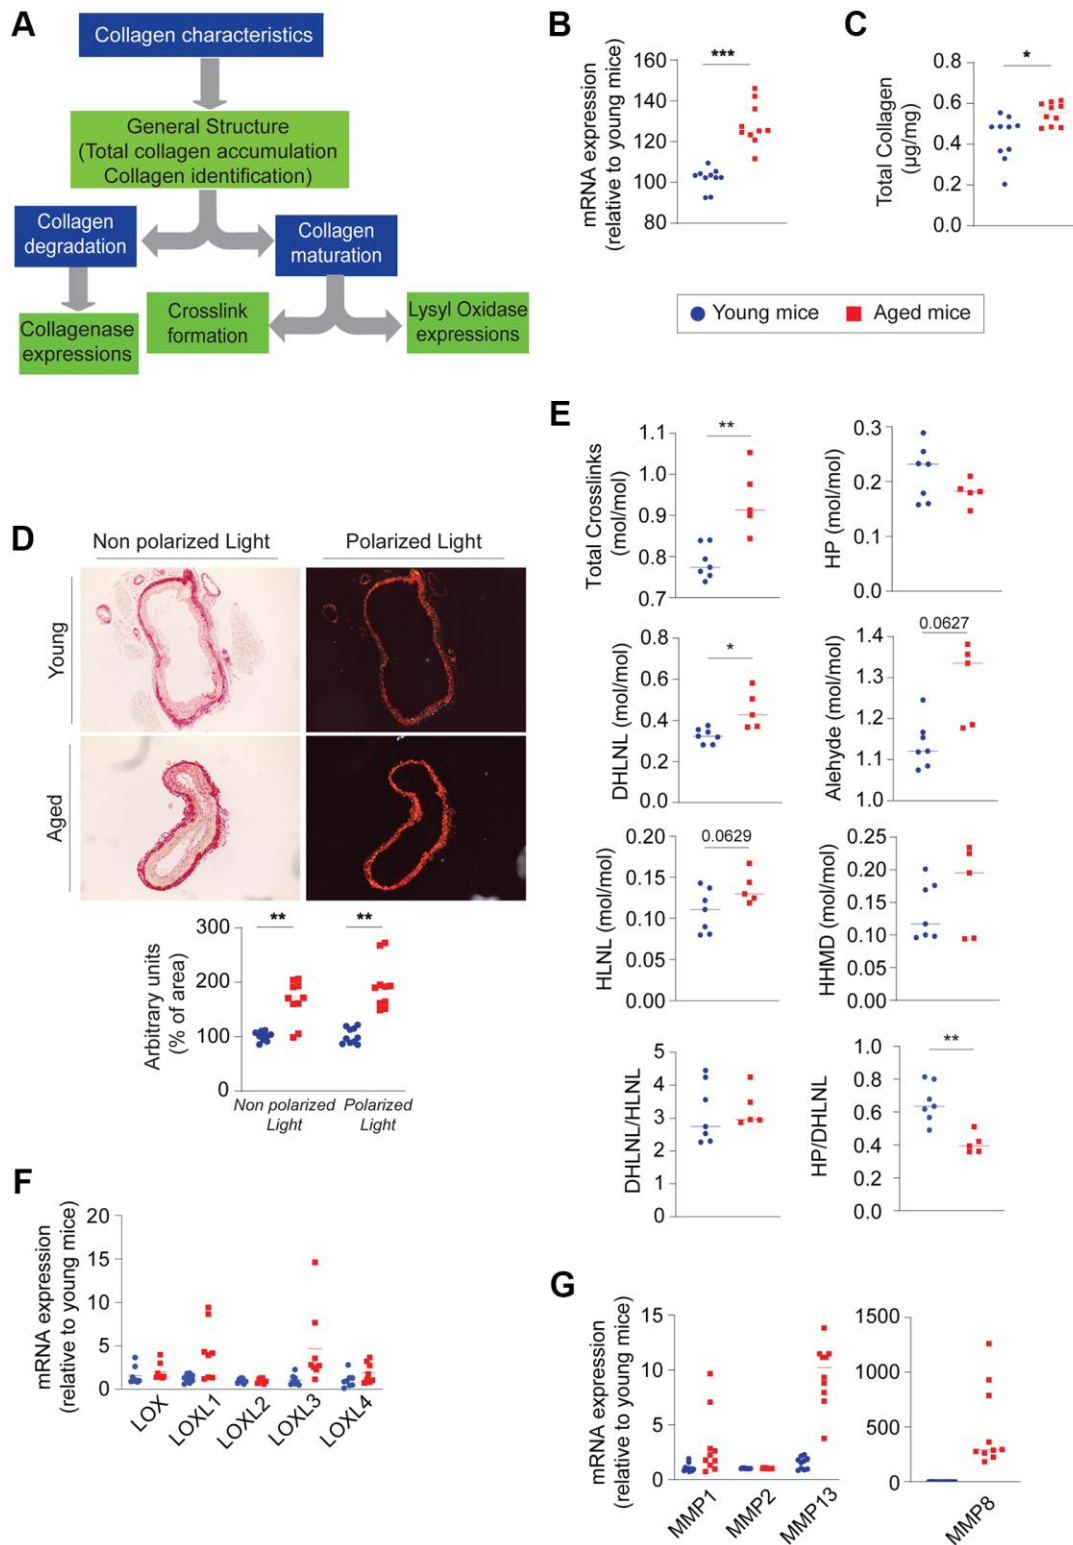 A
Collagen characteristics
General Structure
(Total collagen accumulation
Collagen identification)
Collagen
degradation
Collagen
maturation
Collagenase
expressions
Crosslink
formation
Lysyl Oxidase
expressions
B
mRNA expression
(relative to young mice)
160
140
120
100
80
***
C
Total Collagen
(µg/mg)
0.8
0.6
0.4
0.2
0.0
*
Young mice
Aged mice
D
Non polarized Light
Polarized Light
Young
Aged
Arbitrary units
(% of area)
300
200
100
0
**
**
Non polarized
Light
Polarized
Light
E
Total Crosslinks
(mol/mol)
1.1
1.0
0.9
0.8
0.7
**
HP (mol/mol)
0.3
0.2
0.1
0.0
DHLNL (mol/mol)
0.8
0.6
0.4
0.2
0.0
*
Alehyde (mol/mol)
1.4
1.3
1.2
1.1
1.0
0.0627
HLNL (mol/mol)
0.20
0.15
0.10
0.05
0.00
0.0629
HHMD (mol/mol)
0.25
0.20
0.15
0.10
0.05
0.00
DHLNL/HLNL
5
4
3
2
1
0
HP/DHLNL
1.0
0.8
0.6
0.4
0.2
0.0
**
F
mRNA expression
(relative to young mice)
20
15
10
5
0
LOX
LOXL1
LOXL2
LOXL3
LOXL4
G
mRNA expression
(relative to young mice)
15
10
5
0
MMP1
MMP2
MMP13
1500
1000
500
0
MMP8